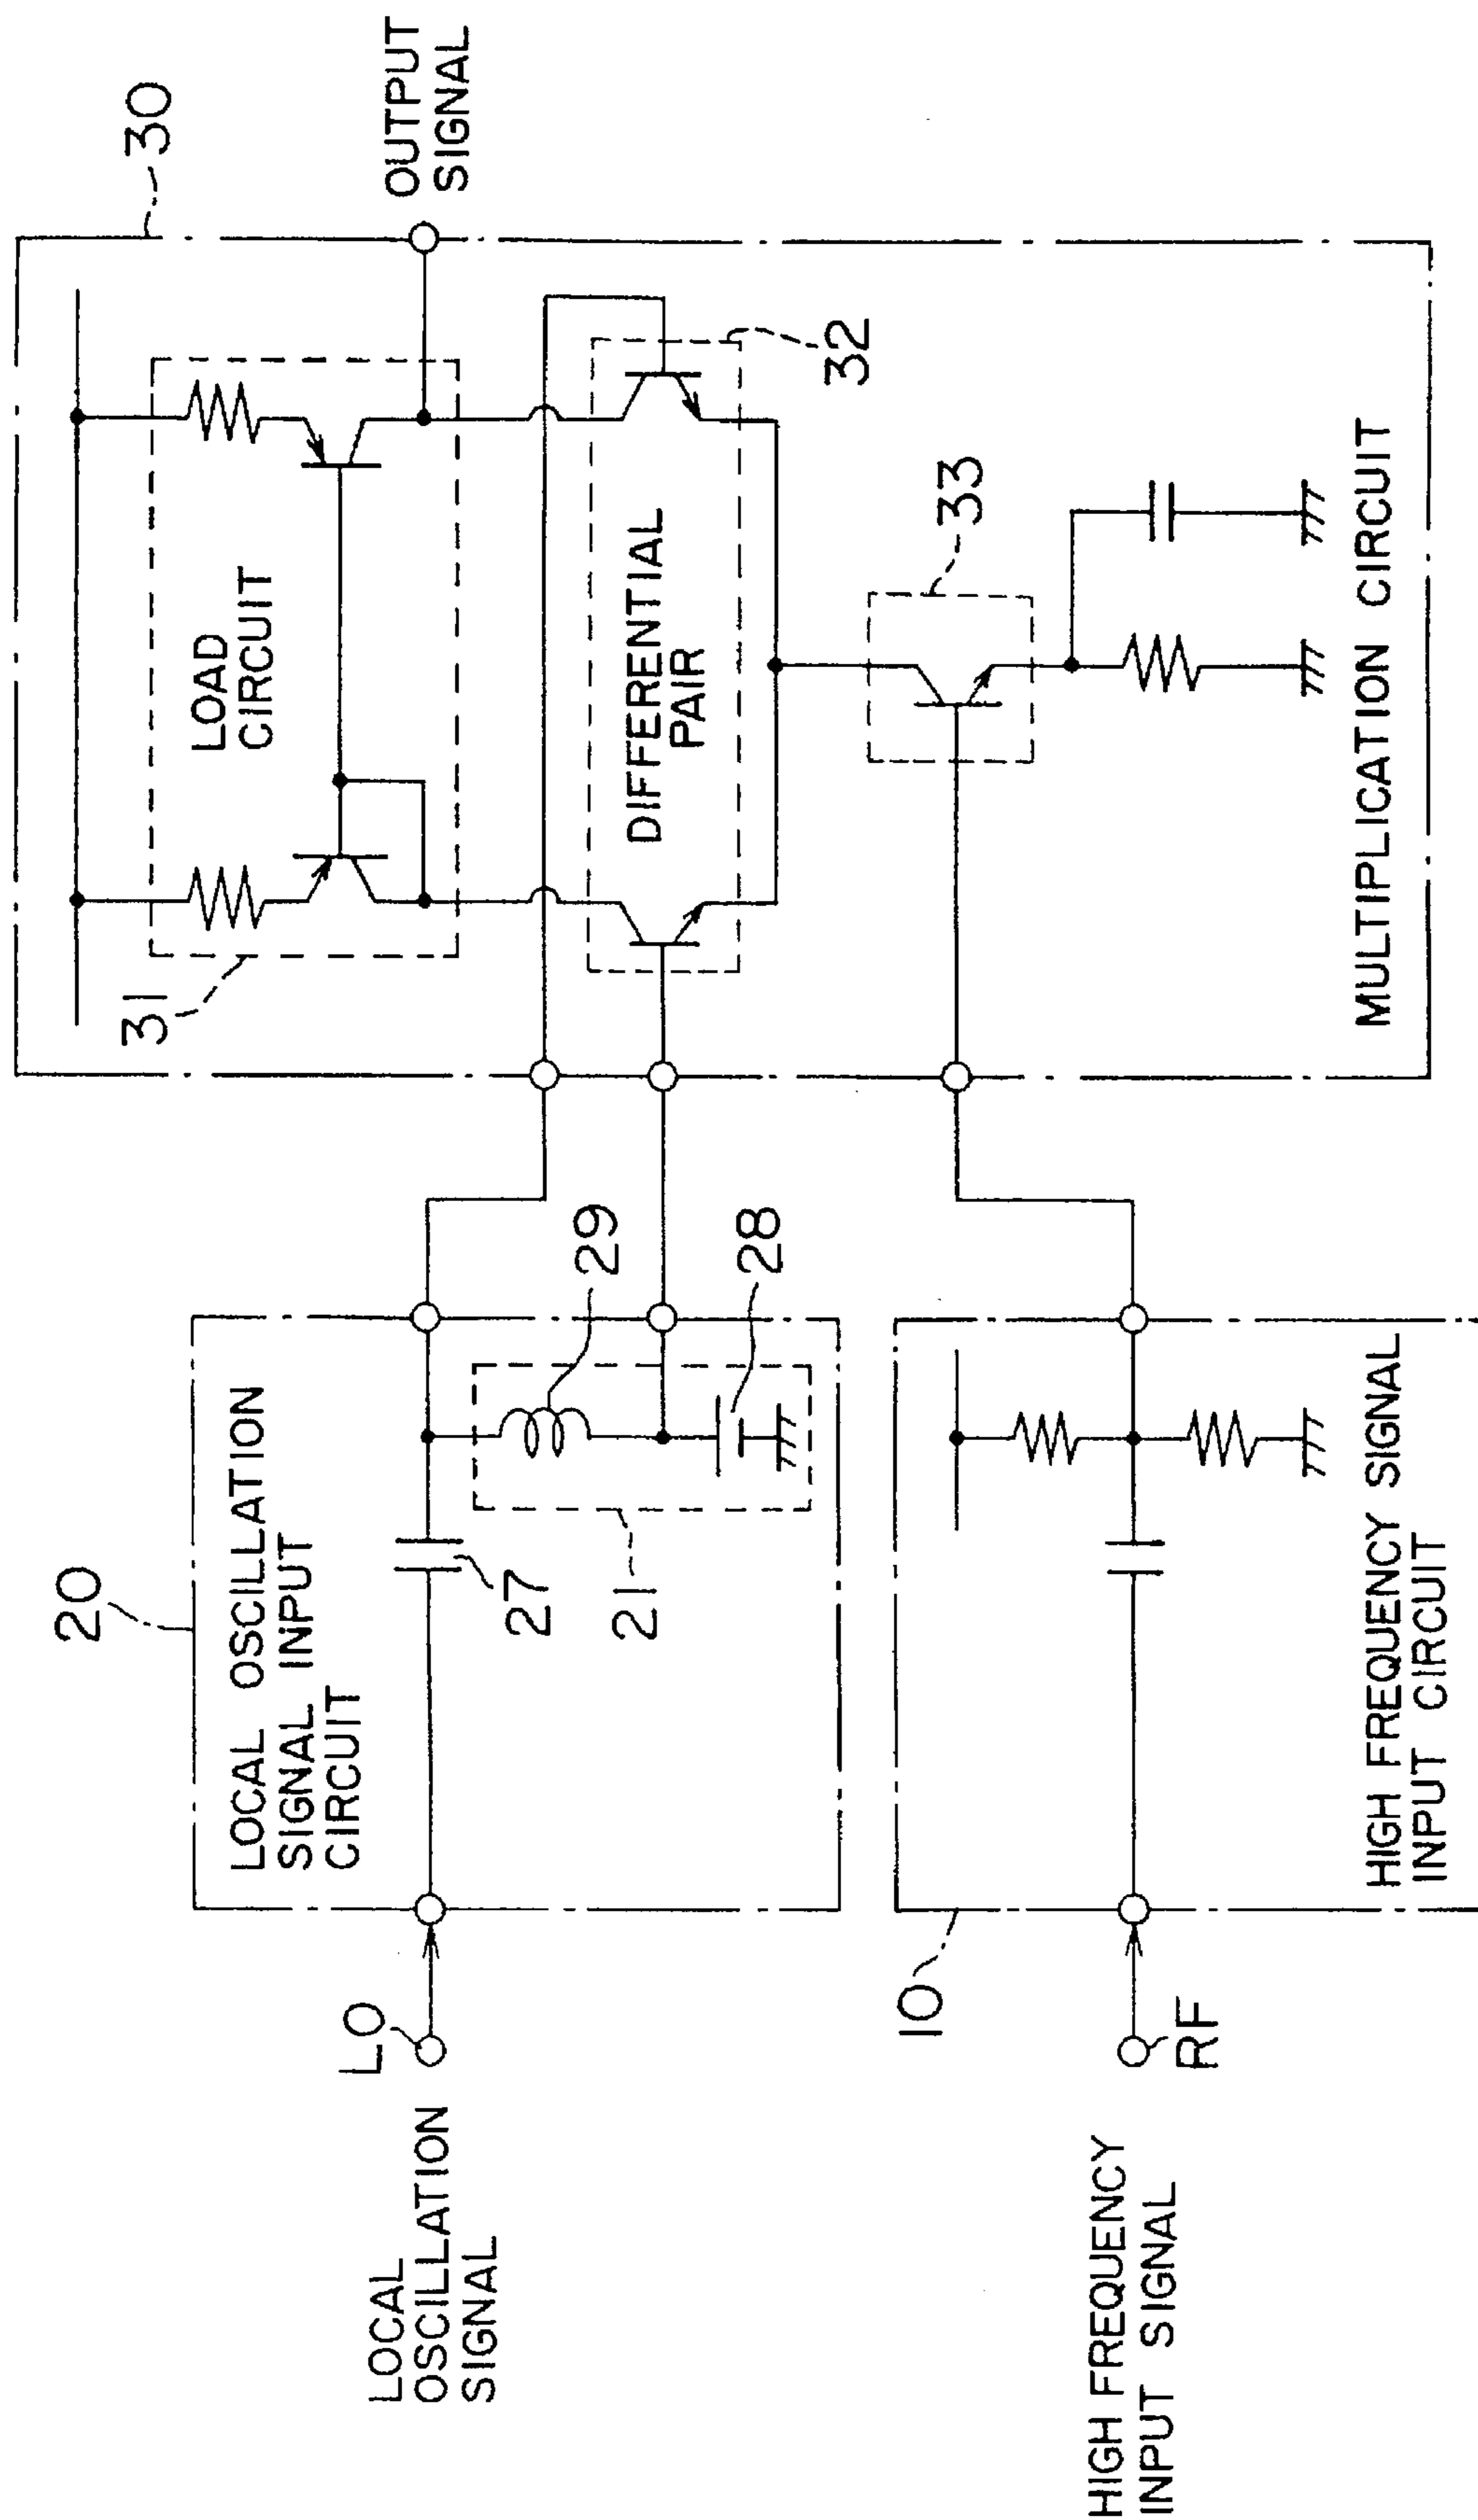 LOCAL
OSCILLATION
SIGNAL
LO
20
LOCAL OSCILLATION
SIGNAL INPUT
CIRCUIT
27
21
29
28
HIGH FREQUENCY
INPUT SIGNAL
RF
10
HIGH FREQUENCY SIGNAL
INPUT CIRCUIT
31
LOAD
CIRCUIT
30
OUTPUT
SIGNAL
DIFFERENTIAL
PAIR
32
33
MULTIPLICATION CIRCUIT